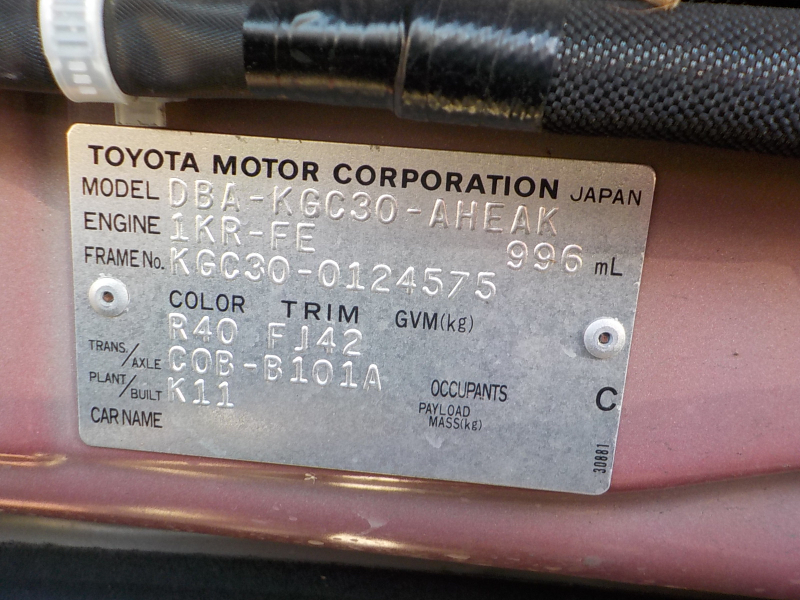 TOYOTA MOTOR CORPORATION JAPAN
MODEL DBA-KGC30-AHEAK
ENGINE 1KR-FE 996 mL
FRAME No. KGC30-0124575
COLOR TRIM GVM(kg)
R40 FJ42
TRANS./AXLE C0B-B101A
PLANT/BUILT K11
OCCUPANTS C
PAYLOAD
MASS(kg)
CAR NAME
30881